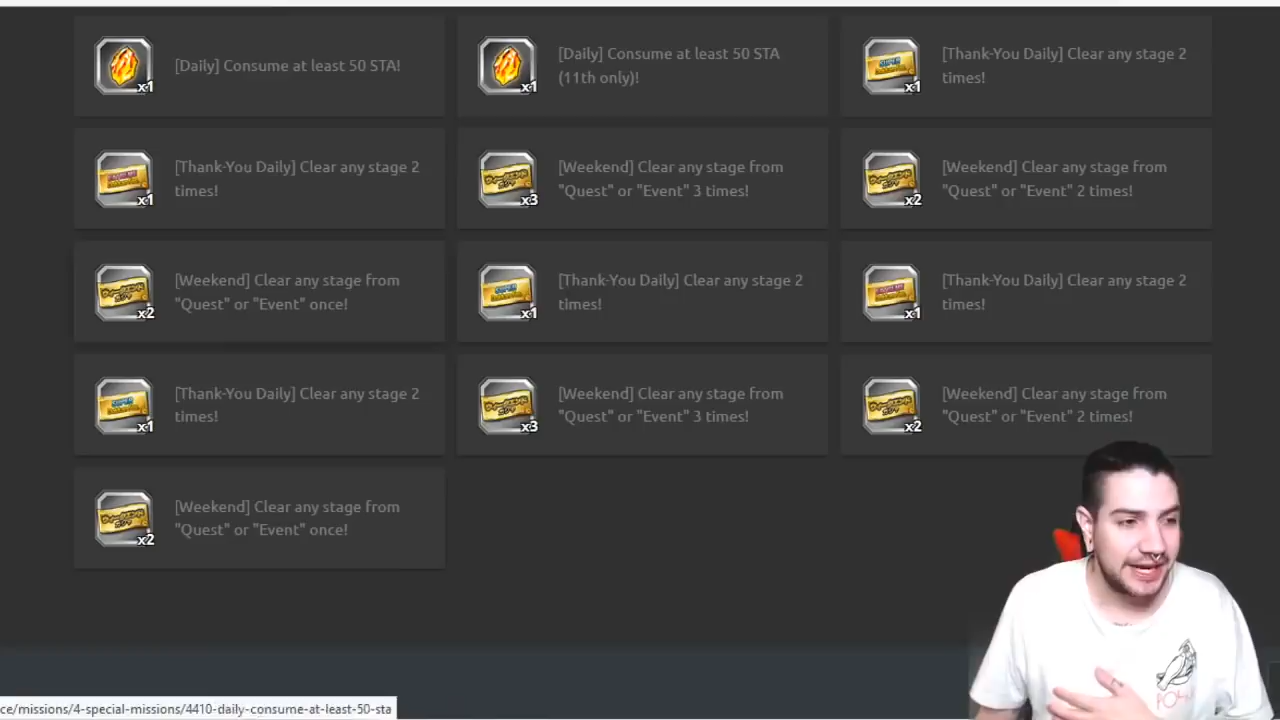 x1
[Daily] Consume at least 50 STA!
x1
[Daily] Consume at least 50 STA
(11th only)!
x1
[Thank-You Daily] Clear any stage 2
times!
x1
[Thank-You Daily] Clear any stage 2
times!
x3
[Weekend] Clear any stage from
"Quest" or "Event" 3 times!
x2
[Weekend] Clear any stage from
"Quest" or "Event" 2 times!
x2
[Weekend] Clear any stage from
"Quest" or "Event" once!
x1
[Thank-You Daily] Clear any stage 2
times!
x1
[Thank-You Daily] Clear any stage 2
times!
x1
[Thank-You Daily] Clear any stage 2
times!
x3
[Weekend] Clear any stage from
"Quest" or "Event" 3 times!
x2
[Weekend] Clear any stage from
"Quest" or "Event" 2 times!
x2
[Weekend] Clear any stage from
"Quest" or "Event" once!
ce/missions/4-special-missions/4410-daily-consume-at-least-50-sta